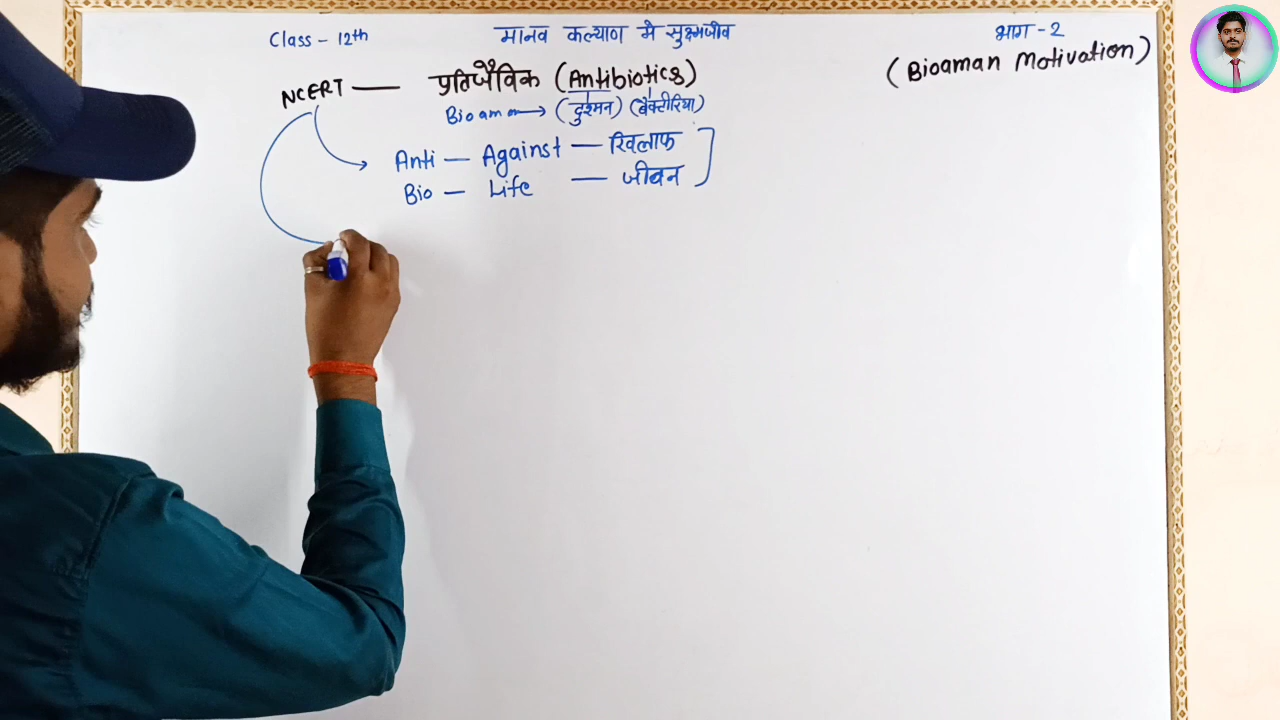 Class - 12th मानव कल्याण मे सुक्ष्मजीव भाग -2
(Bioaman Motivation)
NCERT — प्रतिजैविक (Antibiotics)
Bioaman → (दुश्मन) (बैक्टीरिया)
Anti — Against — खिलाफ
Bio — Life — जीवन